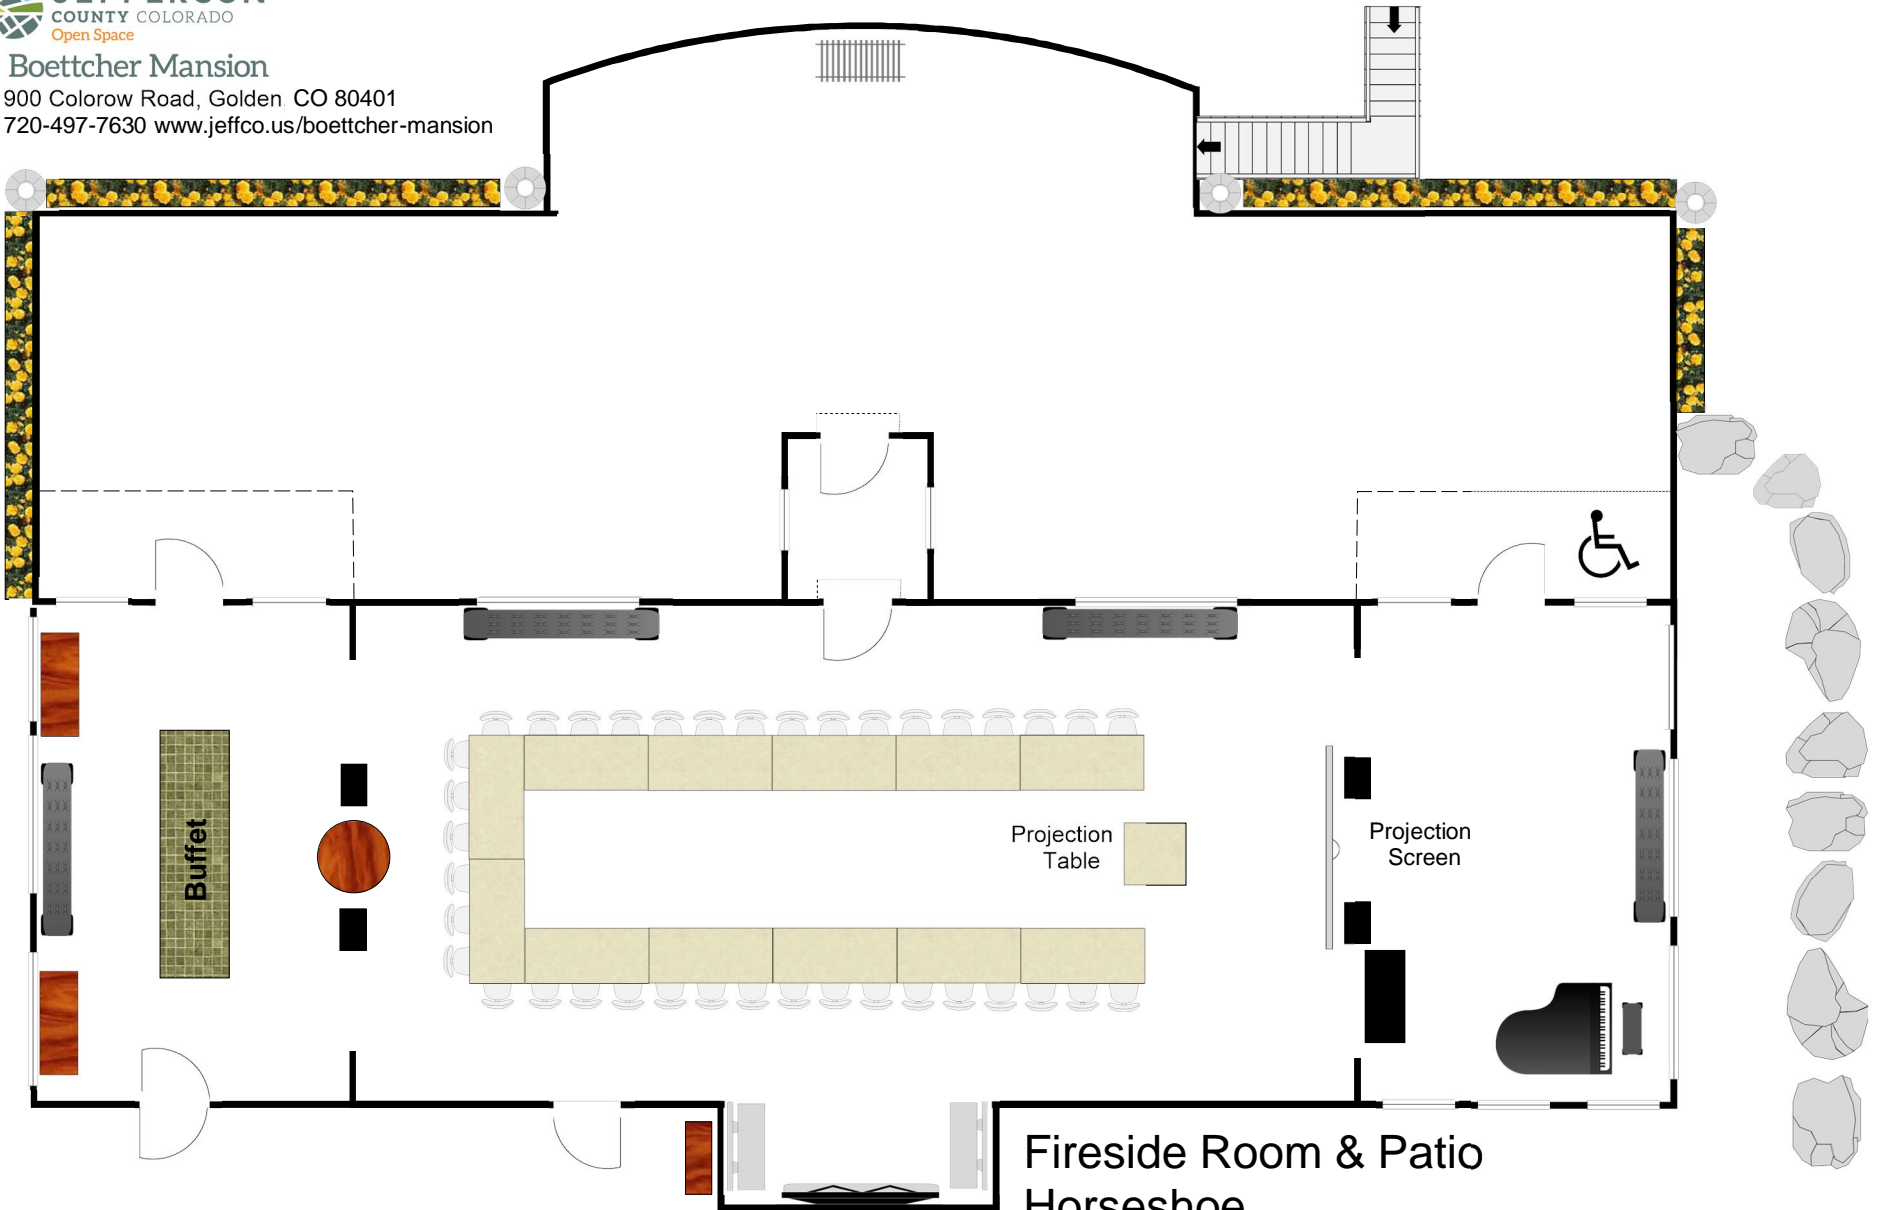 JEFFERSON
COUNTY COLORADO
Open Space
Boettcher Mansion
900 Colorow Road, Golden, CO 80401
720-497-7630 www.jeffco.us/boettcher-mansion
Buffet
Projection
Table
Projection
Screen
Fireside Room & Patio
Horseshoe